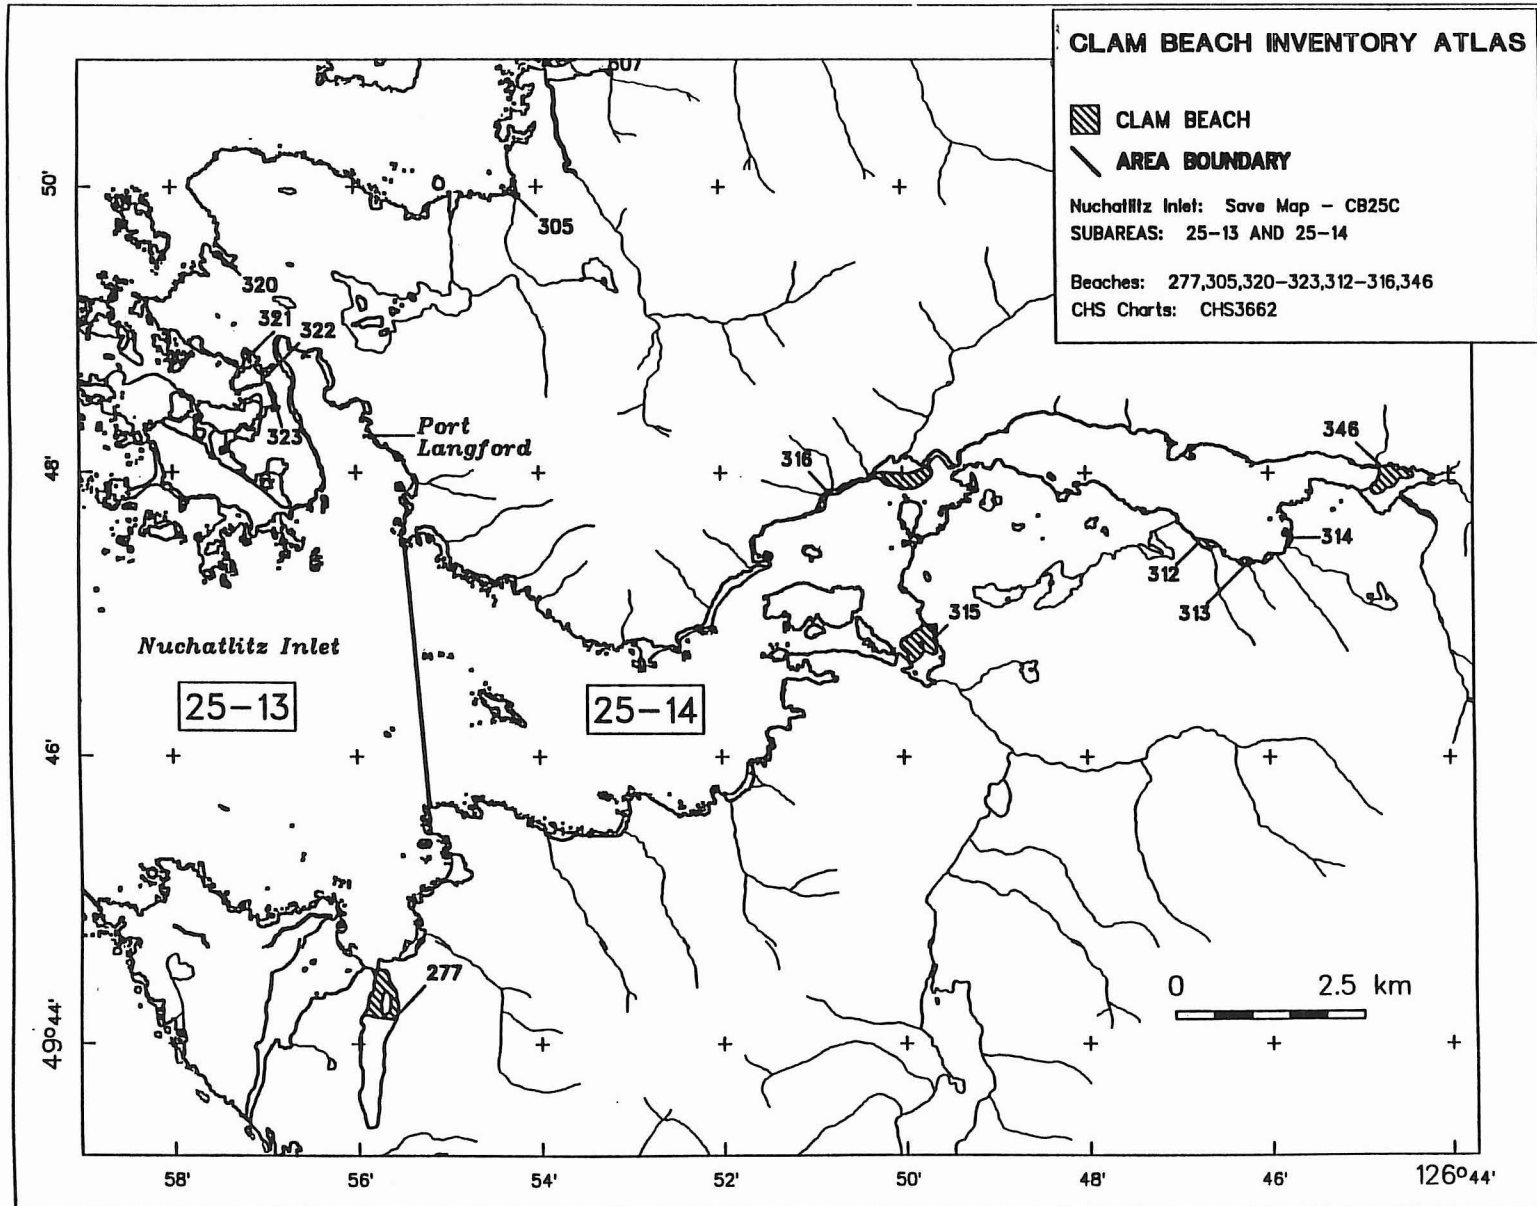 CLAM BEACH INVENTORY ATLAS
CLAM BEACH
AREA BOUNDARY
Nuchatlitz Inlet: Save Map - CB25C
SUBAREAS: 25-13 AND 25-14
Beaches: 277,305,320-323,312-316,346
CHS Charts: CHS3662
50'
305
320
321
322
323
Port
Langford
48'
316
346
314
312
313
315
Nuchatlitz Inlet
25-13
25-14
46'
277
0 2.5 km
49°44'
58' 56' 54' 52' 50' 48' 46' 126°44'